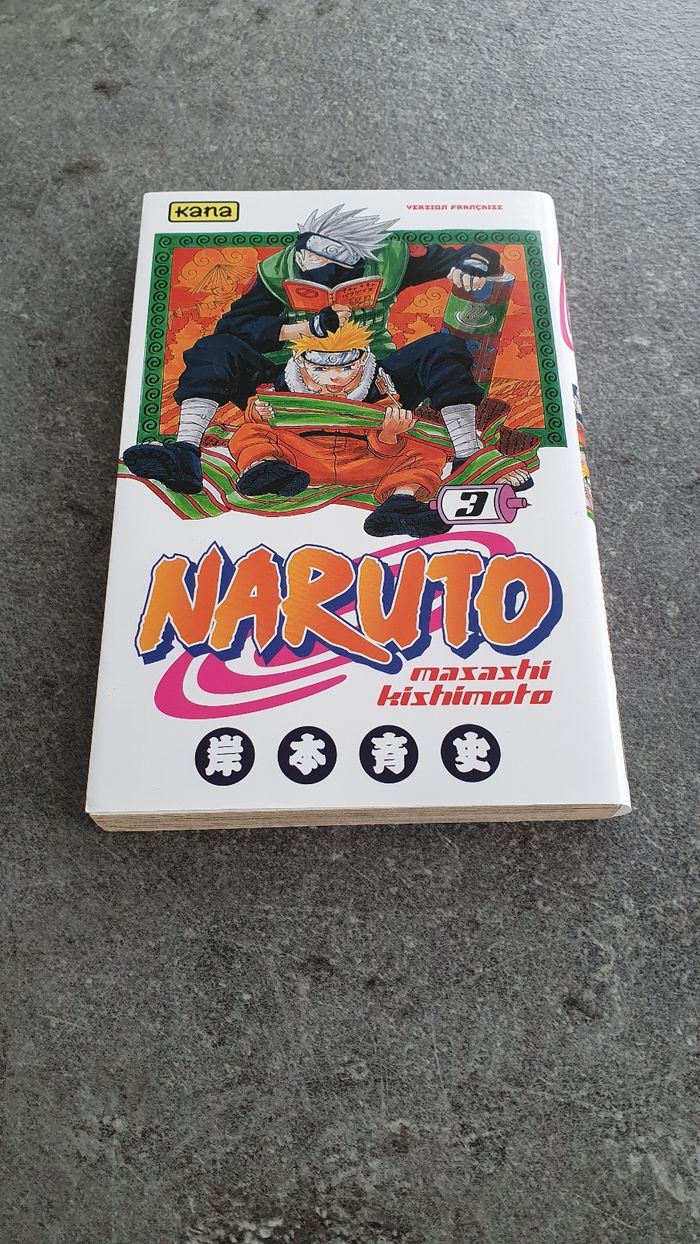 Kana
VERSION FRANÇAISE
3
NARUTO
masashi
kishimoto
岸本斉史